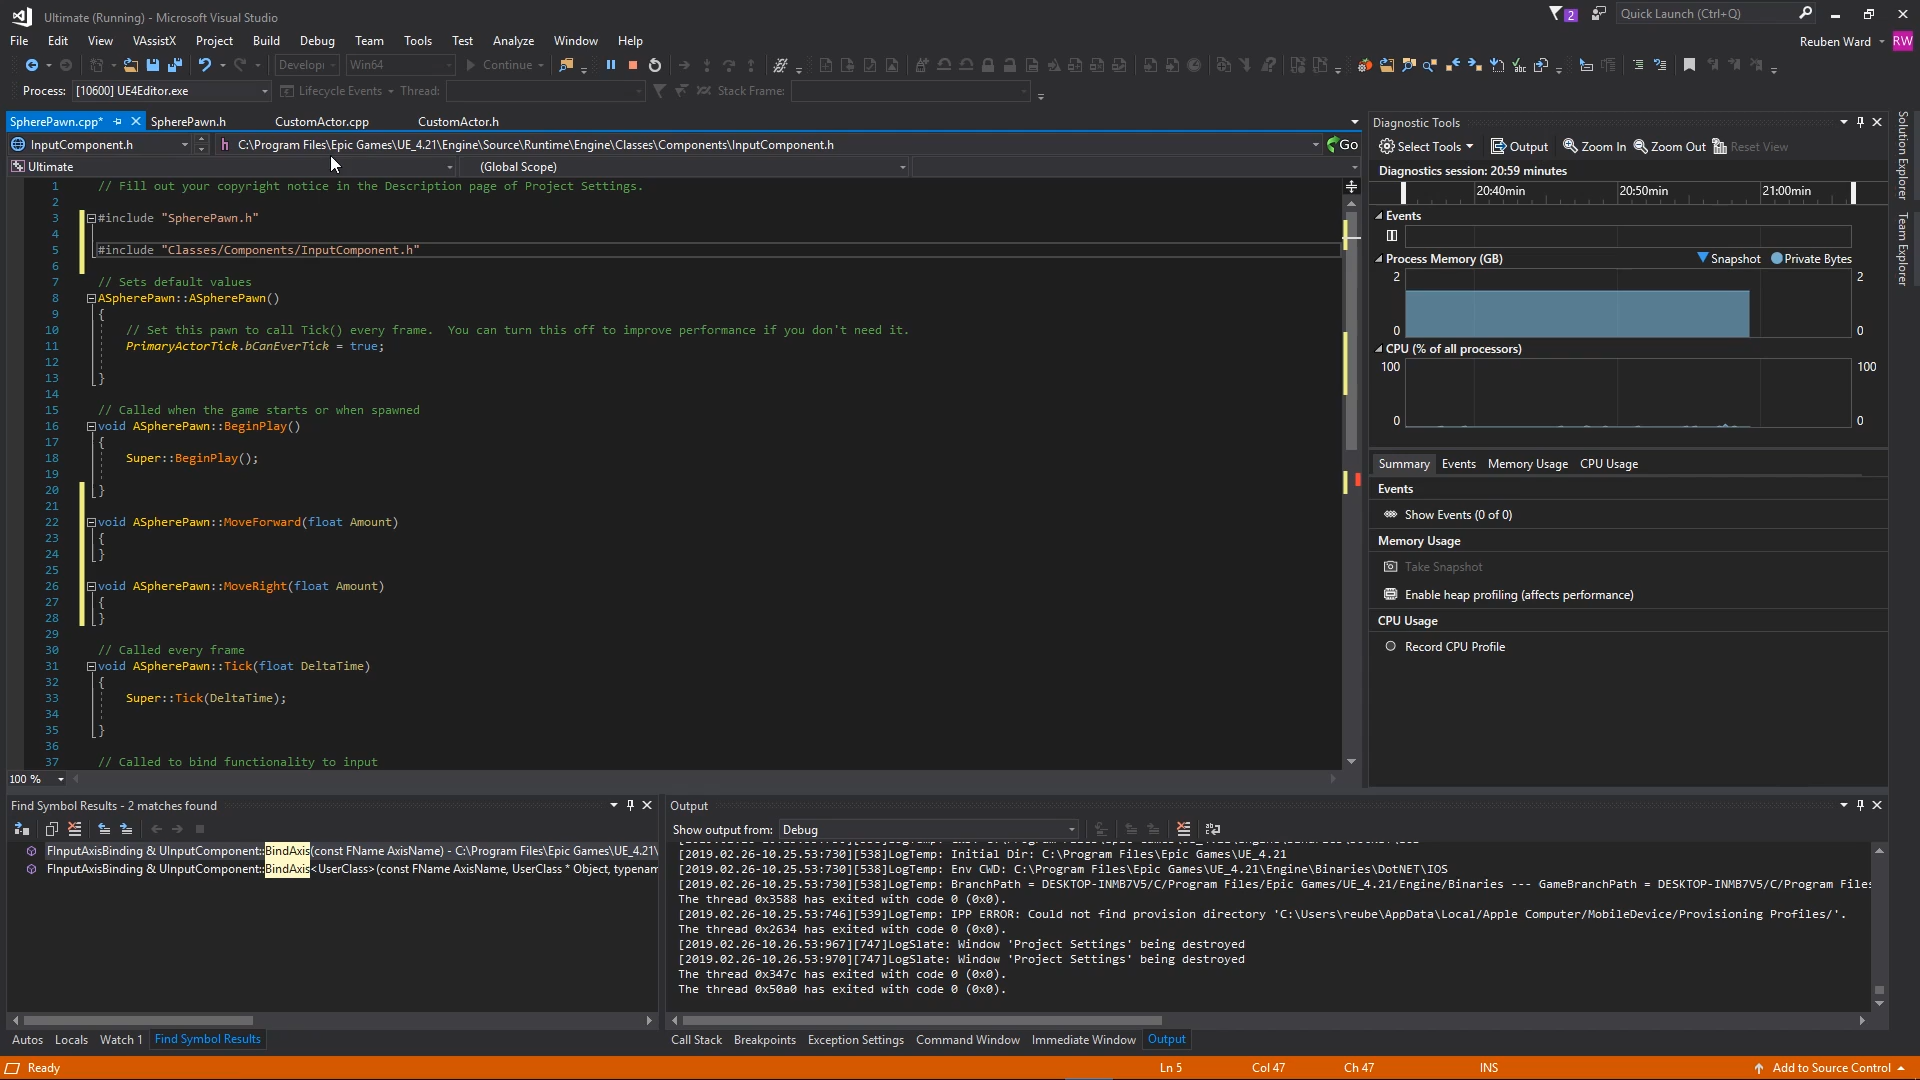 Ultimate (Running) - Microsoft Visual Studio
2
Quick Launch (Ctrl+Q)
File Edit View VAssistX Project Build Debug Team Tools Test Analyze Window Help
Reuben Ward RW
Win64 Continue
Process: [10600] UE4Editor.exe Lifecycle Events Thread: Stack Frame:
SpherePawn.cpp* SpherePawn.h CustomActor.cpp CustomActor.h
InputComponent.h C:\Program Files\Epic Games\UE_4.21\Engine\Source\Runtime\Engine\Classes\Components\InputComponent.h Go
Ultimate (Global Scope)
1 // Fill out your copyright notice in the Description page of Project Settings.
2
3 #include "SpherePawn.h"
4
5 #include "Classes/Components/InputComponent.h"
6
7 // Sets default values
8 ASpherePawn::ASpherePawn()
9 {
10 // Set this pawn to call Tick() every frame.  You can turn this off to improve performance if you don't need it.
11 PrimaryActorTick.bCanEverTick = true;
12
13 }
14
15 // Called when the game starts or when spawned
16 void ASpherePawn::BeginPlay()
17 {
18 Super::BeginPlay();
19
20 }
21
22 void ASpherePawn::MoveForward(float Amount)
23 {
24 }
25
26 void ASpherePawn::MoveRight(float Amount)
27 {
28 }
29
30 // Called every frame
31 void ASpherePawn::Tick(float DeltaTime)
32 {
33 Super::Tick(DeltaTime);
34
35 }
36
37 // Called to bind functionality to input
100 %
Diagnostic Tools
Select Tools Output Zoom In Zoom Out Reset View
Diagnostics session: 20:59 minutes
20:40min 20:50min 21:00min
Events
Process Memory (GB) Snapshot Private Bytes
2 2
0 0
CPU (% of all processors)
100 100
0 0
Summary Events Memory Usage CPU Usage
Events
Show Events (0 of 0)
Memory Usage
Take Snapshot
Enable heap profiling (affects performance)
CPU Usage
Record CPU Profile
Solution Explorer
Team Explorer
Find Symbol Results - 2 matches found
FInputAxisBinding & UInputComponent::BindAxis(const FName AxisName) - C:\Program Files\Epic Games\UE_4.21\
FInputAxisBinding & UInputComponent::BindAxis<UserClass>(const FName AxisName, UserClass * Object, typenam
Autos Locals Watch 1 Find Symbol Results
Output
Show output from: Debug
[2019.02.26-10.25.53:730][538]LogTemp: Initial Dir: C:\Program Files\Epic Games\UE_4.21
[2019.02.26-10.25.53:730][538]LogTemp: Env CWD: C:\Program Files\Epic Games\UE_4.21\Engine\Binaries\DotNET\IOS
[2019.02.26-10.25.53:730][538]LogTemp: BranchPath = DESKTOP-INMB7V5/C/Program Files/Epic Games/UE_4.21/Engine/Binaries --- GameBranchPath = DESKTOP-INMB7V5/C/Program Files
The thread 0x3588 has exited with code 0 (0x0).
[2019.02.26-10.25.53:746][539]LogTemp: IPP ERROR: Could not find provision directory 'C:\Users\reube\AppData\Local/Apple Computer/MobileDevice/Provisioning Profiles/'.
The thread 0x2634 has exited with code 0 (0x0).
[2019.02.26-10.26.53:967][747]LogSlate: Window 'Project Settings' being destroyed
[2019.02.26-10.26.53:970][747]LogSlate: Window 'Project Settings' being destroyed
The thread 0x347c has exited with code 0 (0x0).
The thread 0x50a0 has exited with code 0 (0x0).
Call Stack Breakpoints Exception Settings Command Window Immediate Window Output
Ready Ln 5 Col 47 Ch 47 INS Add to Source Control